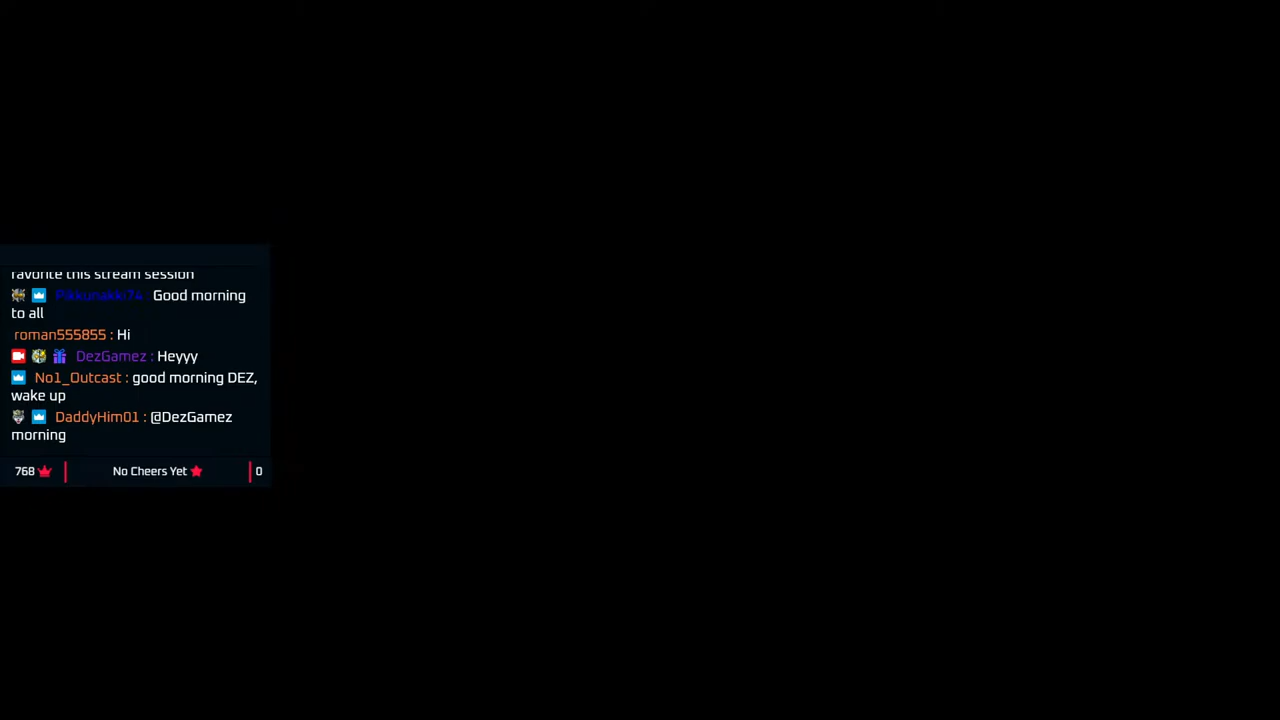 favorite this stream session
Pikkunakki74 : Good morning
to all
roman555855 : Hi
DezGamez : Heyyy
No1_Outcast : good morning DEZ,
wake up
DaddyHim01 : @DezGamez
morning
768 No Cheers Yet 0